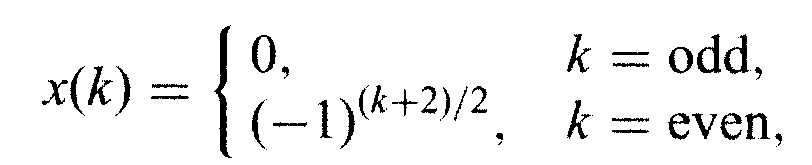 x(k) = { 0, k = odd,
(−1)^{(k+2)/2}, k = even,